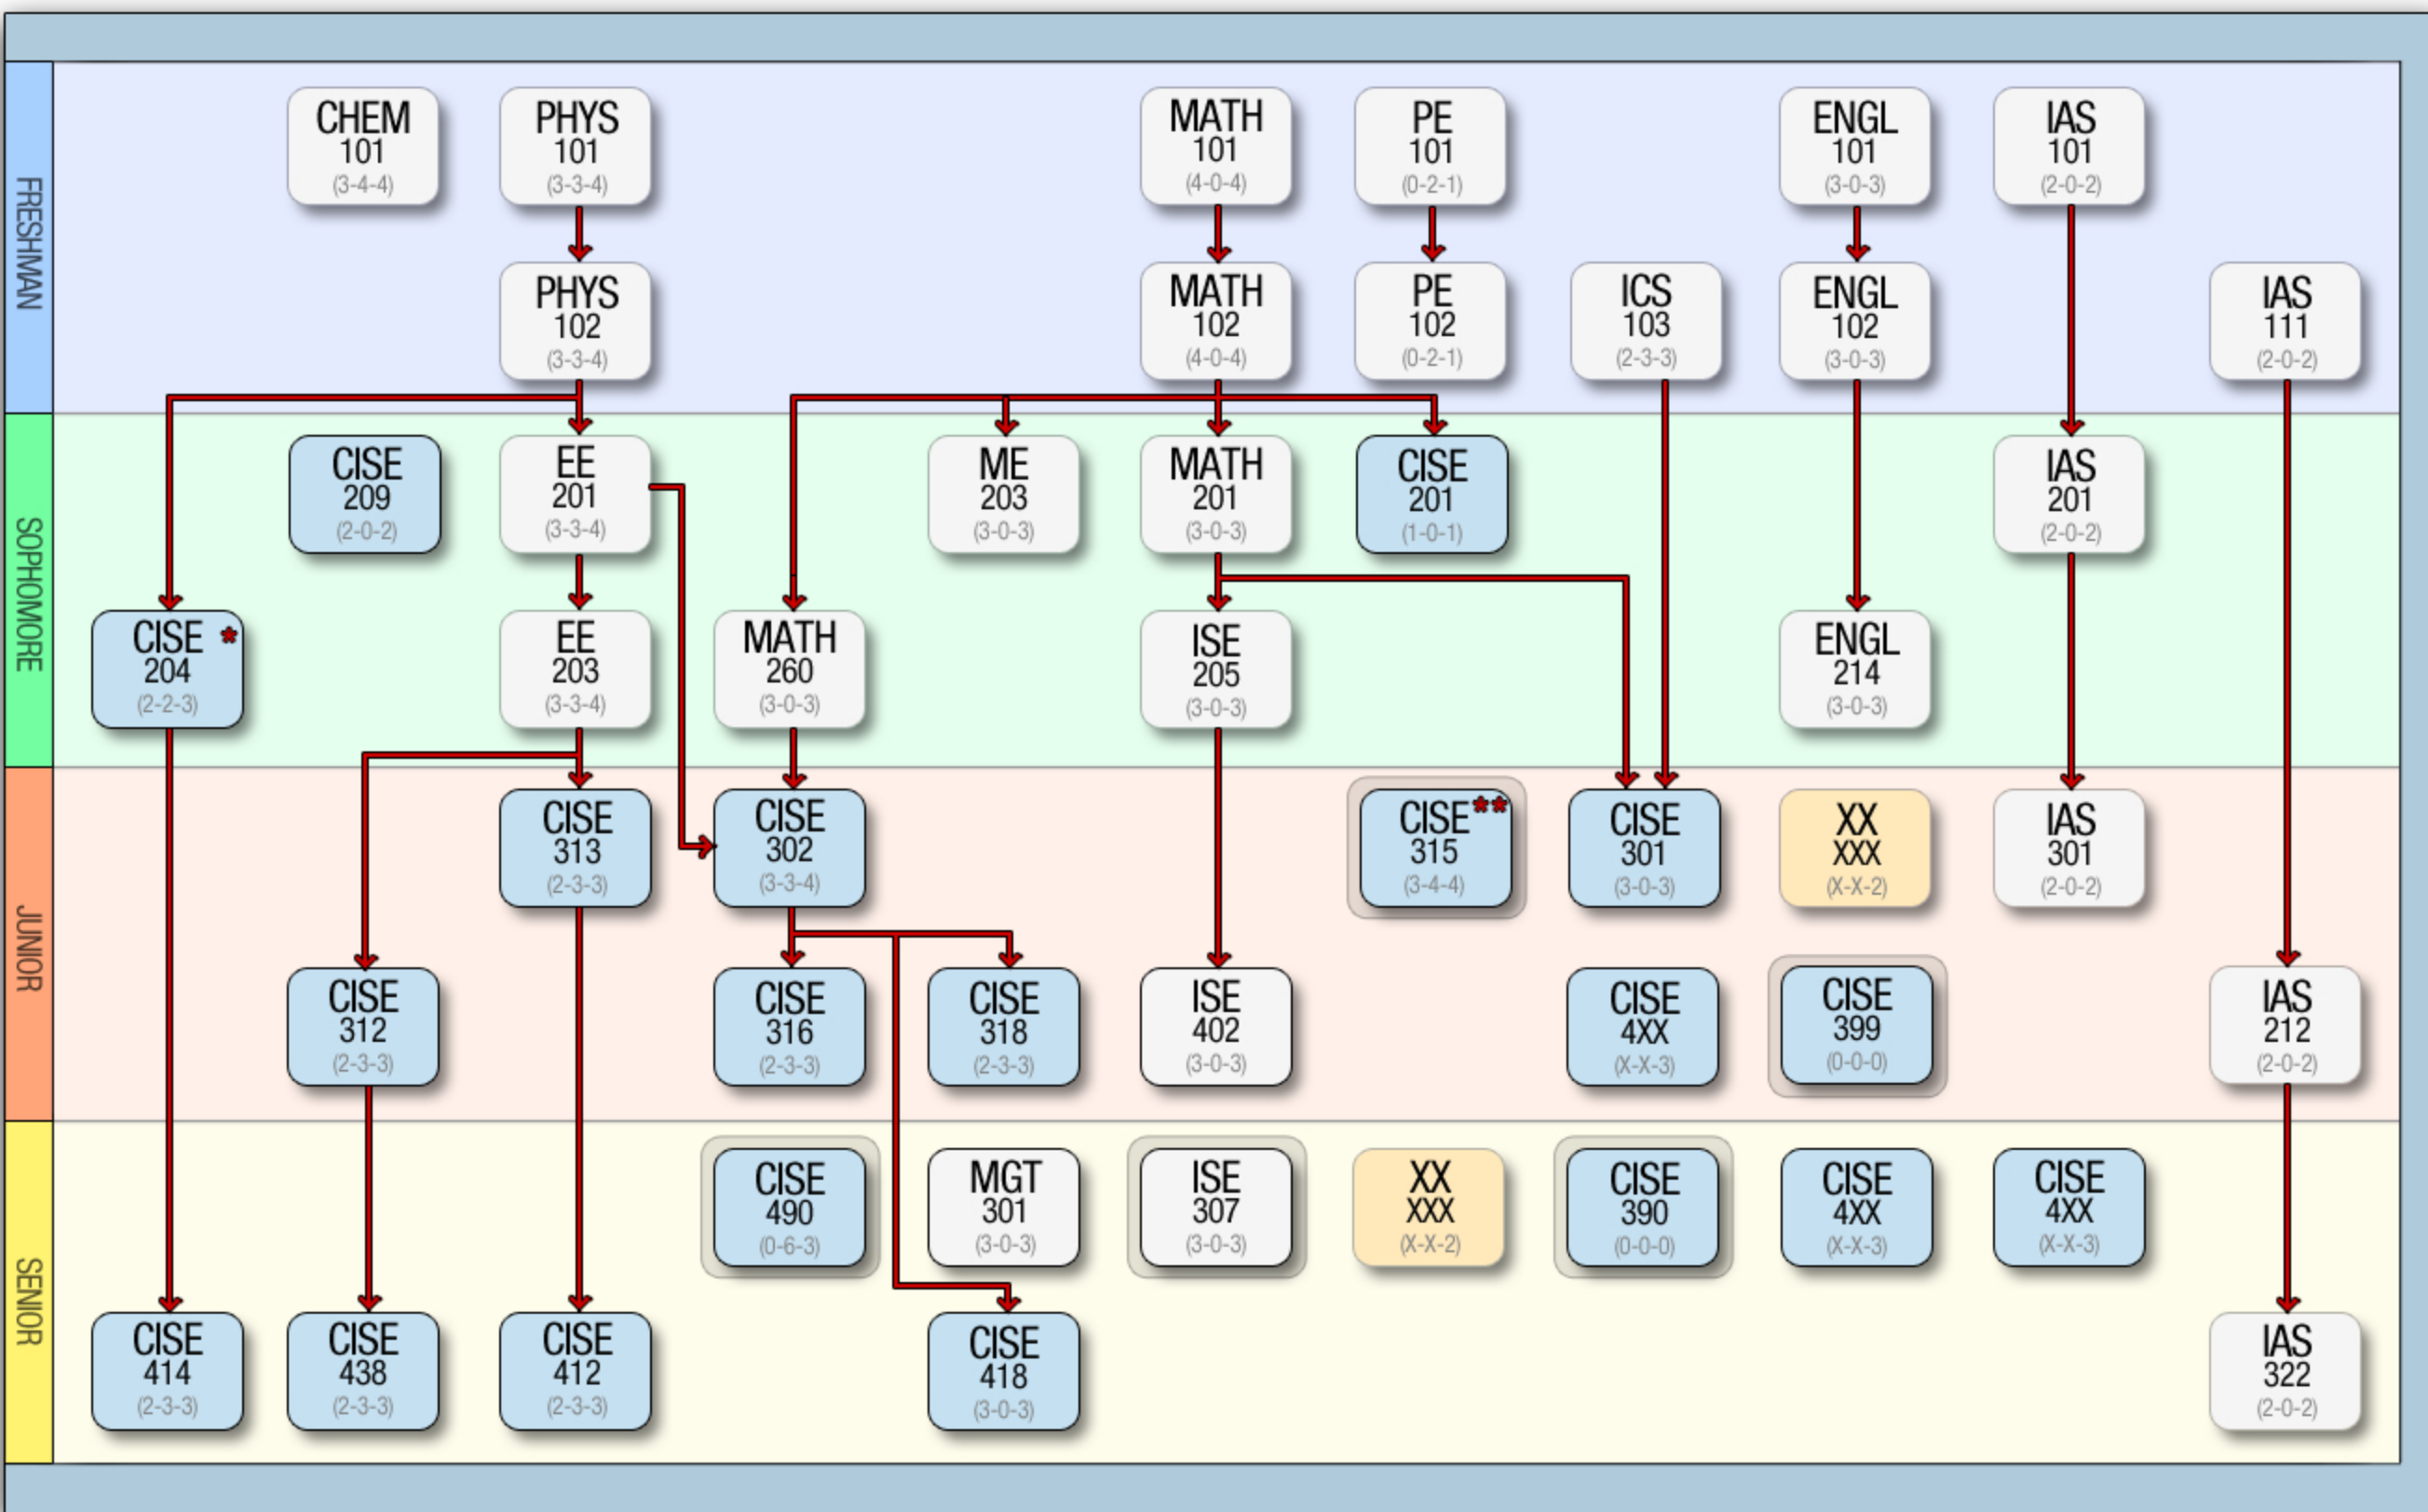 FRESHMAN
CHEM
101
(3-4-4)
PHYS
101
(3-3-4)
MATH
101
(4-0-4)
PE
101
(0-2-1)
ENGL
101
(3-0-3)
IAS
101
(2-0-2)
PHYS
102
(3-3-4)
MATH
102
(4-0-4)
PE
102
(0-2-1)
ICS
103
(2-3-3)
ENGL
102
(3-0-3)
IAS
111
(2-0-2)
SOPHOMORE
CISE
209
(2-0-2)
EE
201
(3-3-4)
ME
203
(3-0-3)
MATH
201
(3-0-3)
CISE
201
(1-0-1)
IAS
201
(2-0-2)
CISE *
204
(2-2-3)
EE
203
(3-3-4)
MATH
260
(3-0-3)
ISE
205
(3-0-3)
ENGL
214
(3-0-3)
JUNIOR
CISE
313
(2-3-3)
CISE
302
(3-3-4)
CISE **
315
(3-4-4)
CISE
301
(3-0-3)
XX
XXX
(X-X-2)
IAS
301
(2-0-2)
CISE
312
(2-3-3)
CISE
316
(2-3-3)
CISE
318
(2-3-3)
ISE
402
(3-0-3)
CISE
4XX
(X-X-3)
CISE
399
(0-0-0)
IAS
212
(2-0-2)
SENIOR
CISE
490
(0-6-3)
MGT
301
(3-0-3)
ISE
307
(3-0-3)
XX
XXX
(X-X-2)
CISE
390
(0-0-0)
CISE
4XX
(X-X-3)
CISE
4XX
(X-X-3)
CISE
414
(2-3-3)
CISE
438
(2-3-3)
CISE
412
(2-3-3)
CISE
418
(3-0-3)
IAS
322
(2-0-2)